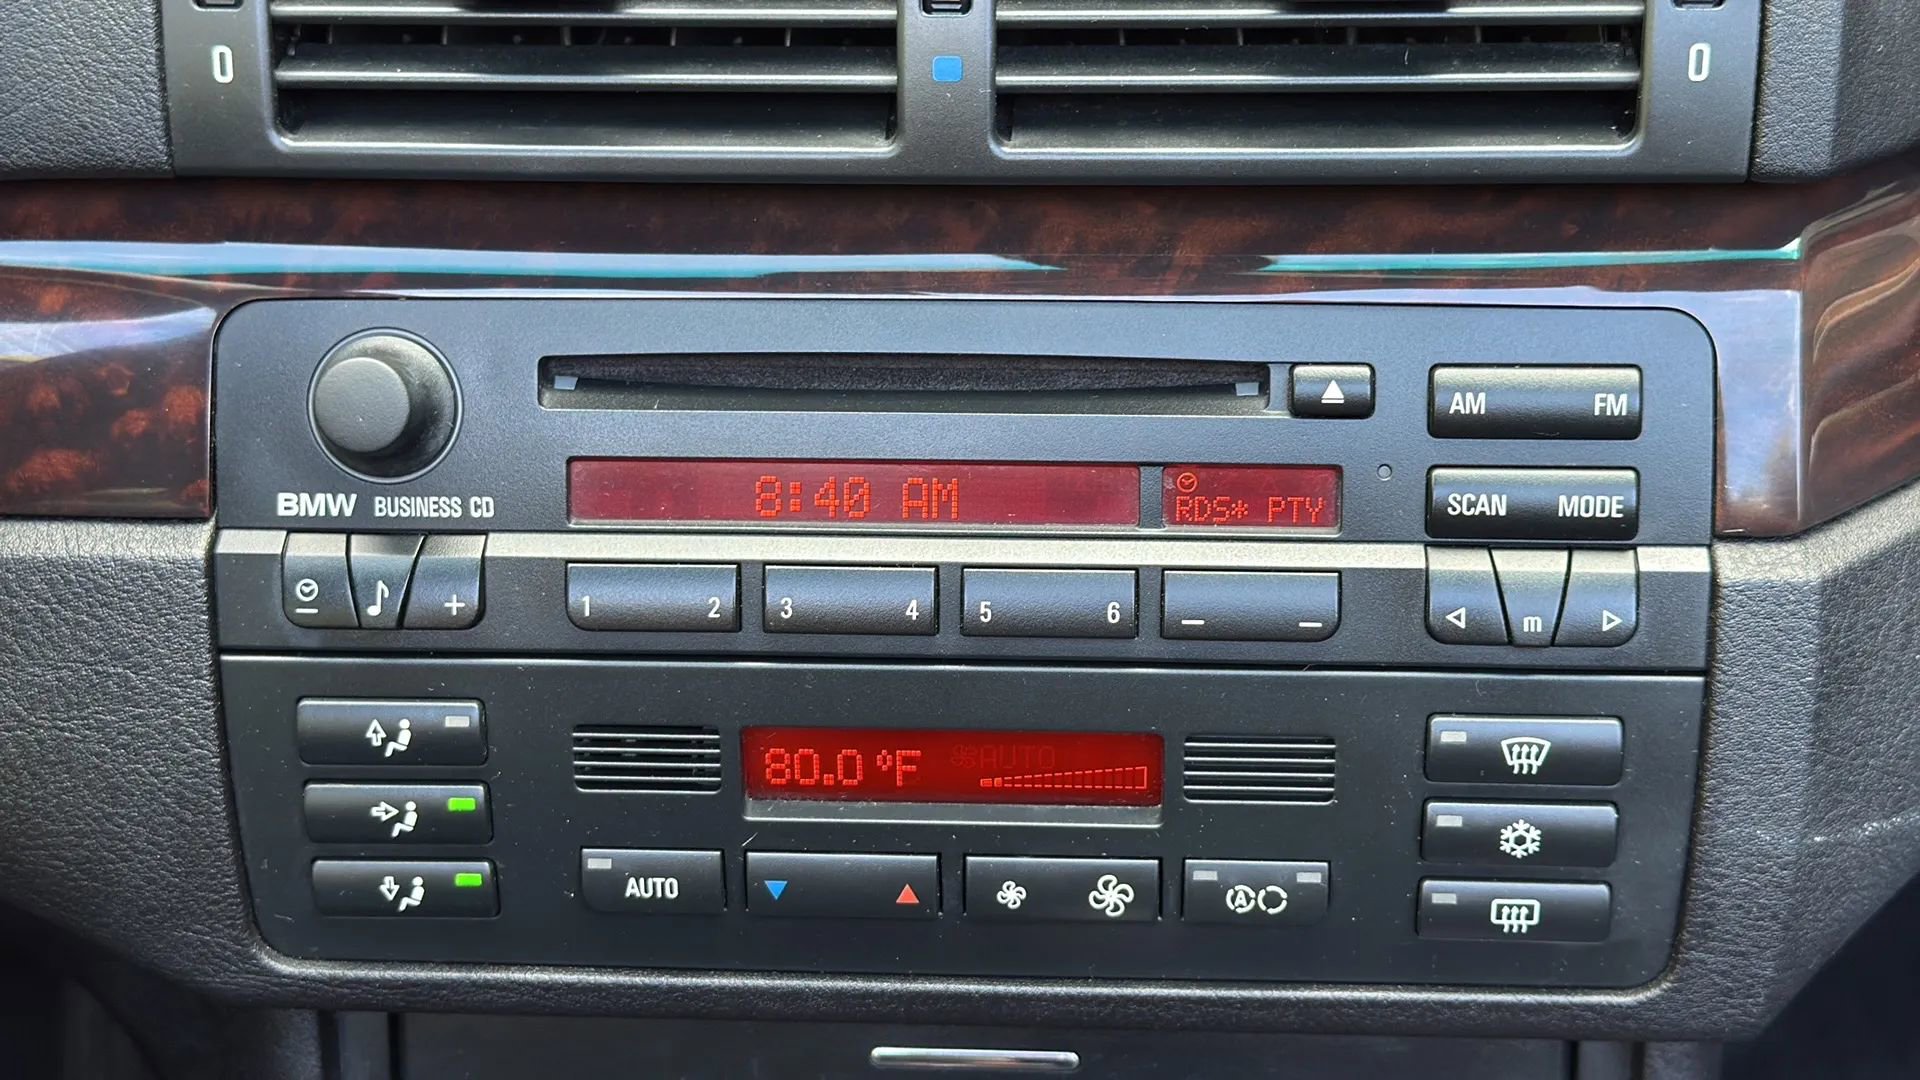 0 0
AM FM
8:40 AM
RDS* PTY
SCAN MODE
BMW BUSINESS CD
1 2 3 4 5 6
m
80.0 °F AUTO
AUTO
A